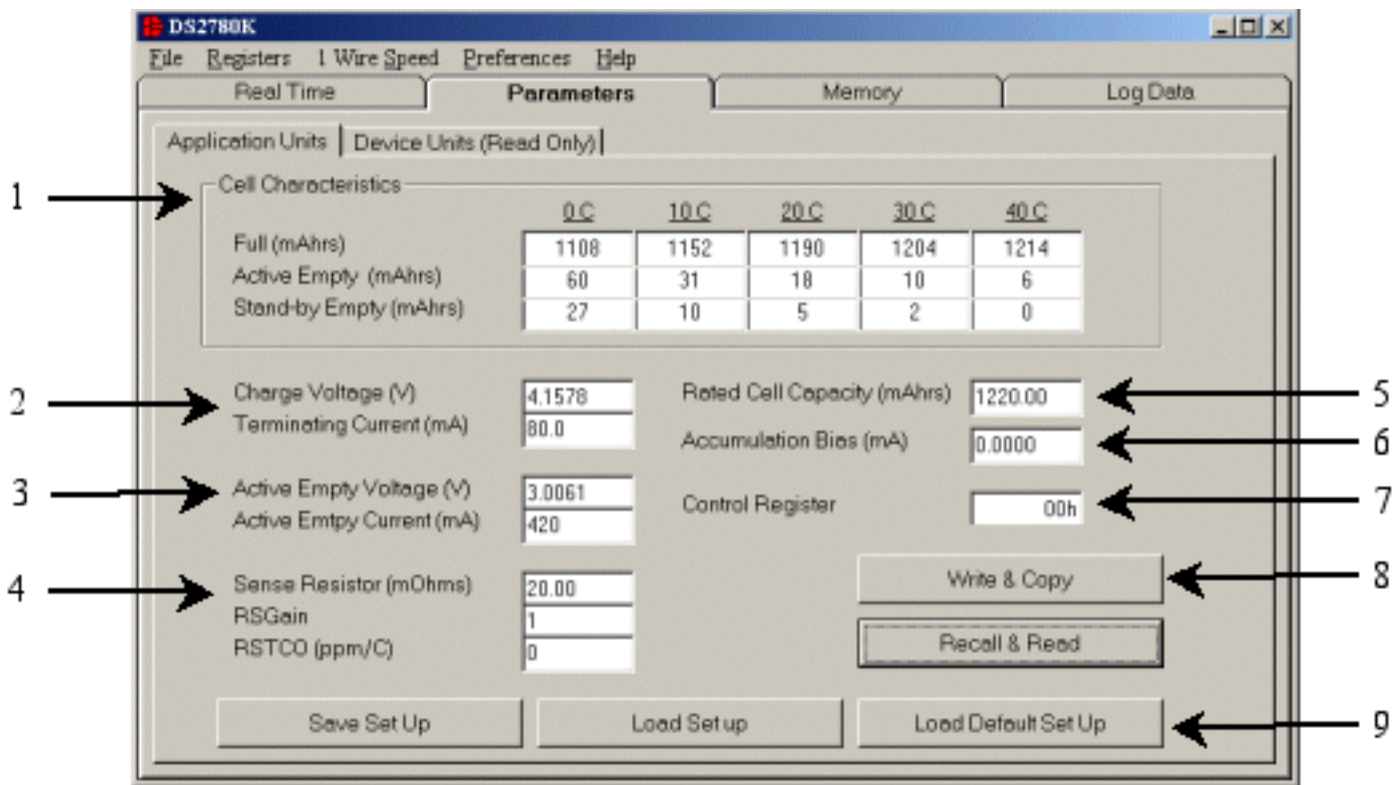 DS2780K
File Registers 1 Wire Speed Preferences Help
Real Time Parameters Memory Log Data
Application Units Device Units (Read Only)
1
Cell Characteristics
0 C 10 C 20 C 30 C 40 C
Full (mAhrs) 1108 1152 1190 1204 1214
Active Empty (mAhrs) 60 31 18 10 6
Stand-by Empty (mAhrs) 27 10 5 2 0
2
Charge Voltage (V) 4.1578
Terminating Current (mA) 80.0
Rated Cell Capacity (mAhrs) 1220.00
5
Accumulation Bias (mA) 0.0000
6
3
Active Empty Voltage (V) 3.0061
Active Emtpy Current (mA) 420
Control Register 00h
7
4
Sense Resistor (mOhms) 20.00
RSGain 1
RSTCO (ppm/C) 0
Write & Copy
8
Recall & Read
Save Set Up Load Set up Load Default Set Up
9